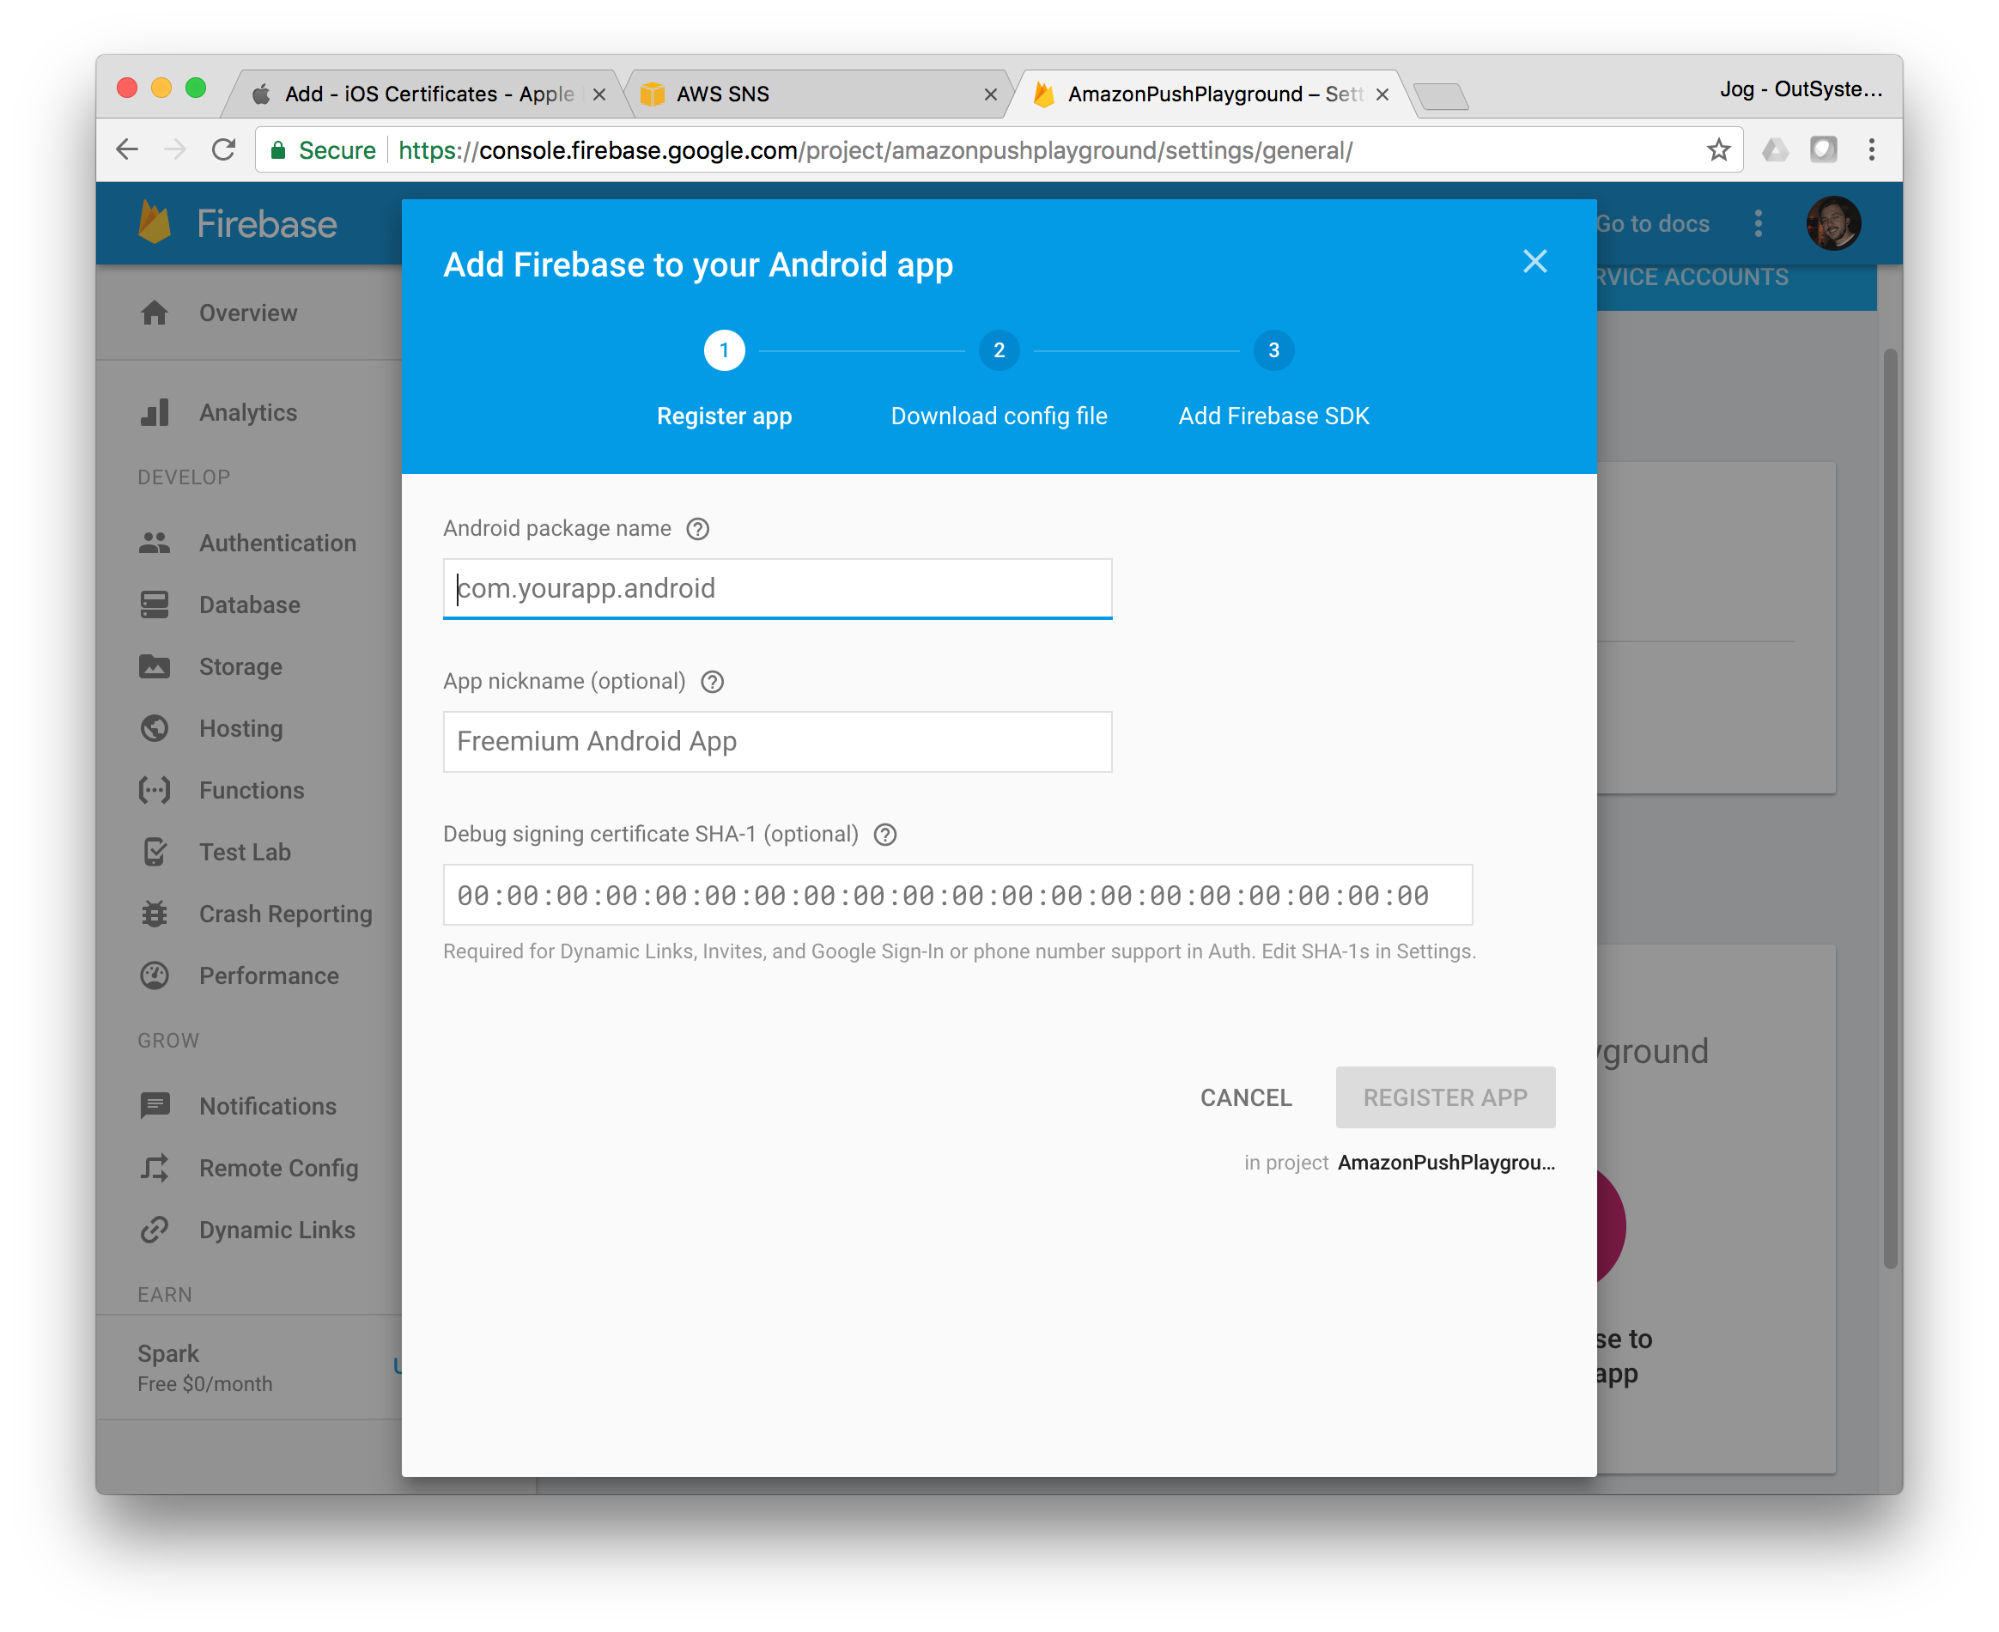 Add - iOS Certificates - Apple
AWS SNS
AmazonPushPlayground – Sett
Jog - OutSyste...
Secure
https://console.firebase.google.com/project/amazonpushplayground/settings/general/
Firebase
Go to docs
RVICE ACCOUNTS
Add Firebase to your Android app
1
2
3
Register app
Download config file
Add Firebase SDK
Overview
Analytics
DEVELOP
Authentication
Database
Storage
Hosting
Functions
Test Lab
Crash Reporting
Performance
GROW
Notifications
Remote Config
Dynamic Links
EARN
Spark
Free $0/month
U
Android package name
com.yourapp.android
App nickname (optional)
Freemium Android App
Debug signing certificate SHA-1 (optional)
00:00:00:00:00:00:00:00:00:00:00:00:00:00:00:00:00:00:00:00
Required for Dynamic Links, Invites, and Google Sign-In or phone number support in Auth. Edit SHA-1s in Settings.
CANCEL
REGISTER APP
in project AmazonPushPlaygrou...
yground
se to
app